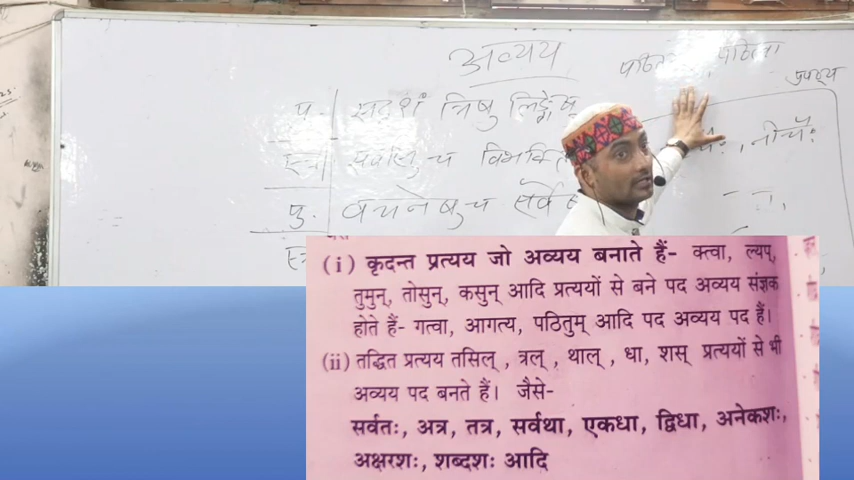 अव्यय
सदृशं त्रिषु लिङ्गेषु
च विभक्ति
वचनेषु च सर्वे
(i) कृदन्त प्रत्यय जो अव्यय बनाते हैं- क्त्वा, ल्यप्,
तुमुन्, तोसुन्, कसुन् आदि प्रत्ययों से बने पद अव्यय संज्ञक
होते हैं- गत्वा, आगत्य, पठितुम् आदि पद अव्यय पद हैं।
(ii) तद्धित प्रत्यय तसिल् , त्रल् , थाल् , धा, शस् प्रत्ययों से भी
अव्यय पद बनते हैं। जैसे-
सर्वतः, अत्र, तत्र, सर्वथा, एकधा, द्विधा, अनेकशः,
अक्षरशः, शब्दशः आदि